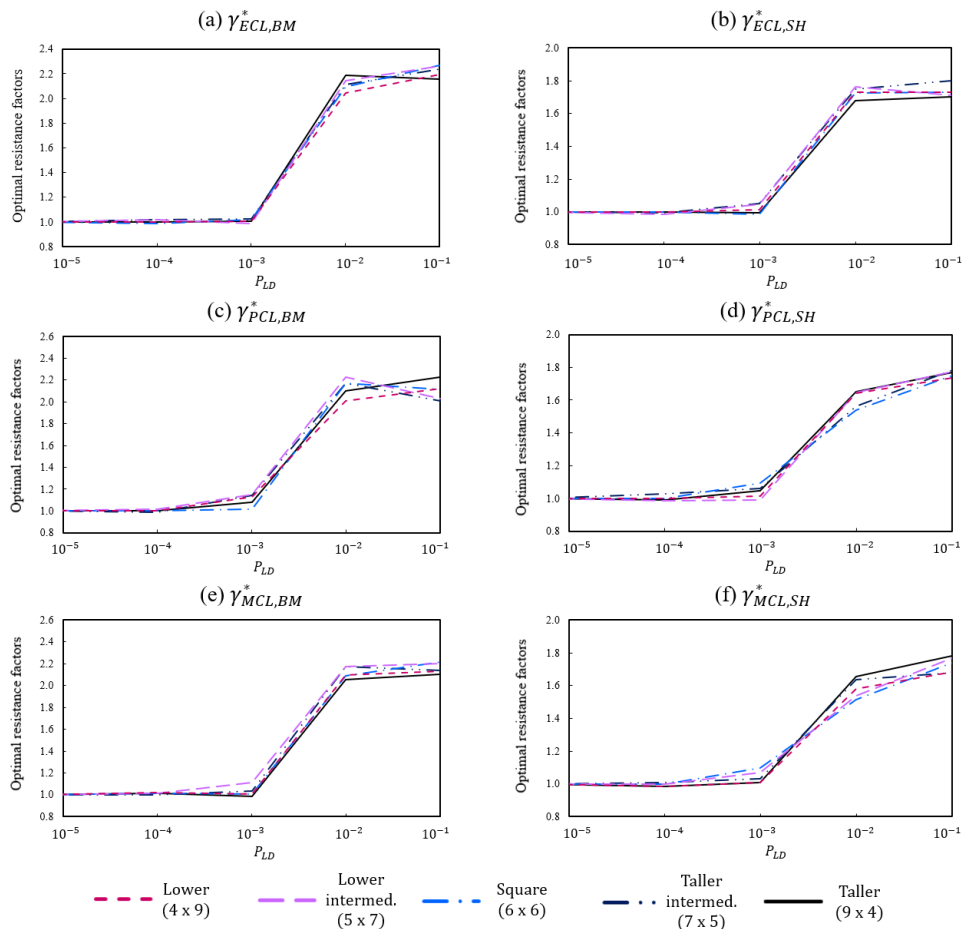 (a) γ*ECL,BM
Optimal resistance factors
2.4
2.2
2.0
1.8
1.6
1.4
1.2
1.0
0.8
10⁻⁵ 10⁻⁴ 10⁻³ 10⁻² 10⁻¹
P_LD
(b) γ*ECL,SH
Optimal resistance factors
2.0
1.8
1.6
1.4
1.2
1.0
0.8
10⁻⁵ 10⁻⁴ 10⁻³ 10⁻² 10⁻¹
P_LD
(c) γ*PCL,BM
Optimal resistance factors
2.6
2.4
2.2
2.0
1.8
1.6
1.4
1.2
1.0
0.8
10⁻⁵ 10⁻⁴ 10⁻³ 10⁻² 10⁻¹
P_LD
(d) γ*PCL,SH
Optimal resistance factors
2.0
1.8
1.6
1.4
1.2
1.0
0.8
10⁻⁵ 10⁻⁴ 10⁻³ 10⁻² 10⁻¹
P_LD
(e) γ*MCL,BM
Optimal resistance factors
2.6
2.4
2.2
2.0
1.8
1.6
1.4
1.2
1.0
0.8
10⁻⁵ 10⁻⁴ 10⁻³ 10⁻² 10⁻¹
P_LD
(f) γ*MCL,SH
Optimal resistance factors
2.0
1.8
1.6
1.4
1.2
1.0
0.8
10⁻⁵ 10⁻⁴ 10⁻³ 10⁻² 10⁻¹
P_LD
Lower
(4 x 9)
Lower
intermed.
(5 x 7)
Square
(6 x 6)
Taller
intermed.
(7 x 5)
Taller
(9 x 4)